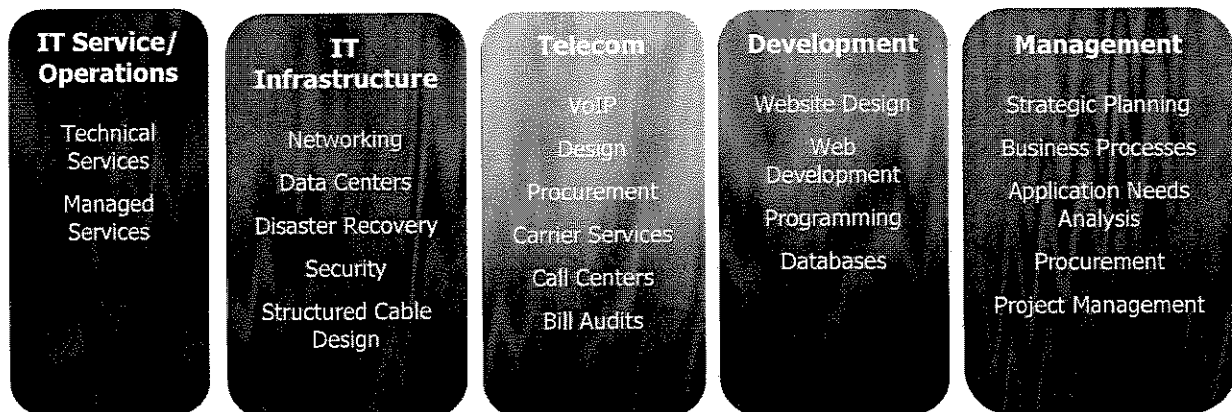 IT Service/
Operations
Technical
Services
Managed
Services
IT
Infrastructure
Networking
Data Centers
Disaster Recovery
Security
Structured Cable
Design
Telecom
VoIP
Design
Procurement
Carrier Services
Call Centers
Bill Audits
Development
Website Design
Web
Development
Programming
Databases
Management
Strategic Planning
Business Processes
Application Needs
Analysis
Procurement
Project Management